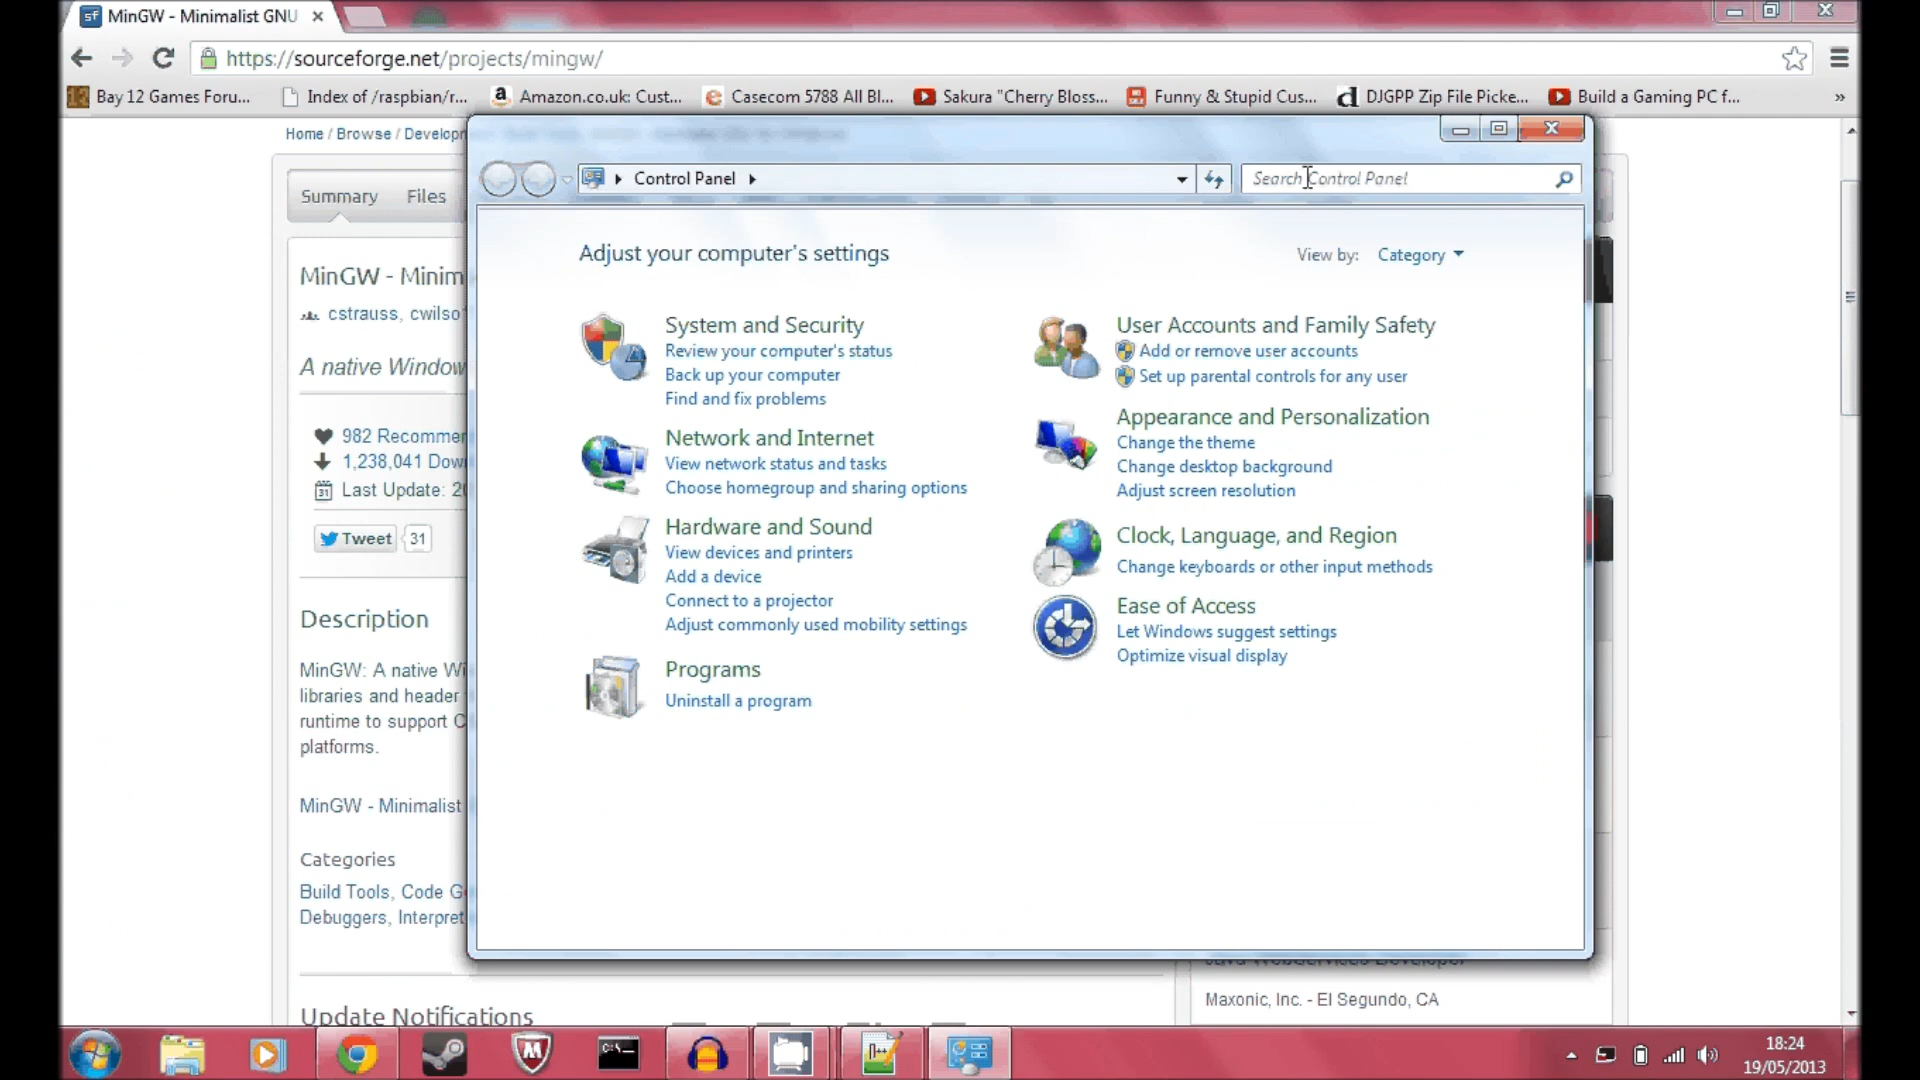 MinGW - Minimalist GNU
https://sourceforge.net/projects/mingw/
Bay 12 Games Foru... Index of /raspbian/r... Amazon.co.uk: Cust... Casecom 5788 All Bl... Sakura "Cherry Bloss... Funny & Stupid Cus... DJGPP Zip File Picke... Build a Gaming PC f... »
Home / Browse / Develop
Summary Files
MinGW - Minim
cstrauss, cwilso
A native Window
982 Recommer
1,238,041 Dow
Last Update: 2
Tweet 31
Description
MinGW: A native Wi
libraries and header
runtime to support C
platforms.
MinGW - Minimalist
Categories
Build Tools, Code G
Debuggers, Interpret
Update Notifications
Control Panel
Search Control Panel
Adjust your computer's settings
View by: Category
System and Security
Review your computer's status
Back up your computer
Find and fix problems
Network and Internet
View network status and tasks
Choose homegroup and sharing options
Hardware and Sound
View devices and printers
Add a device
Connect to a projector
Adjust commonly used mobility settings
Programs
Uninstall a program
User Accounts and Family Safety
Add or remove user accounts
Set up parental controls for any user
Appearance and Personalization
Change the theme
Change desktop background
Adjust screen resolution
Clock, Language, and Region
Change keyboards or other input methods
Ease of Access
Let Windows suggest settings
Optimize visual display
Maxonic, Inc. - El Segundo, CA
18:24
19/05/2013